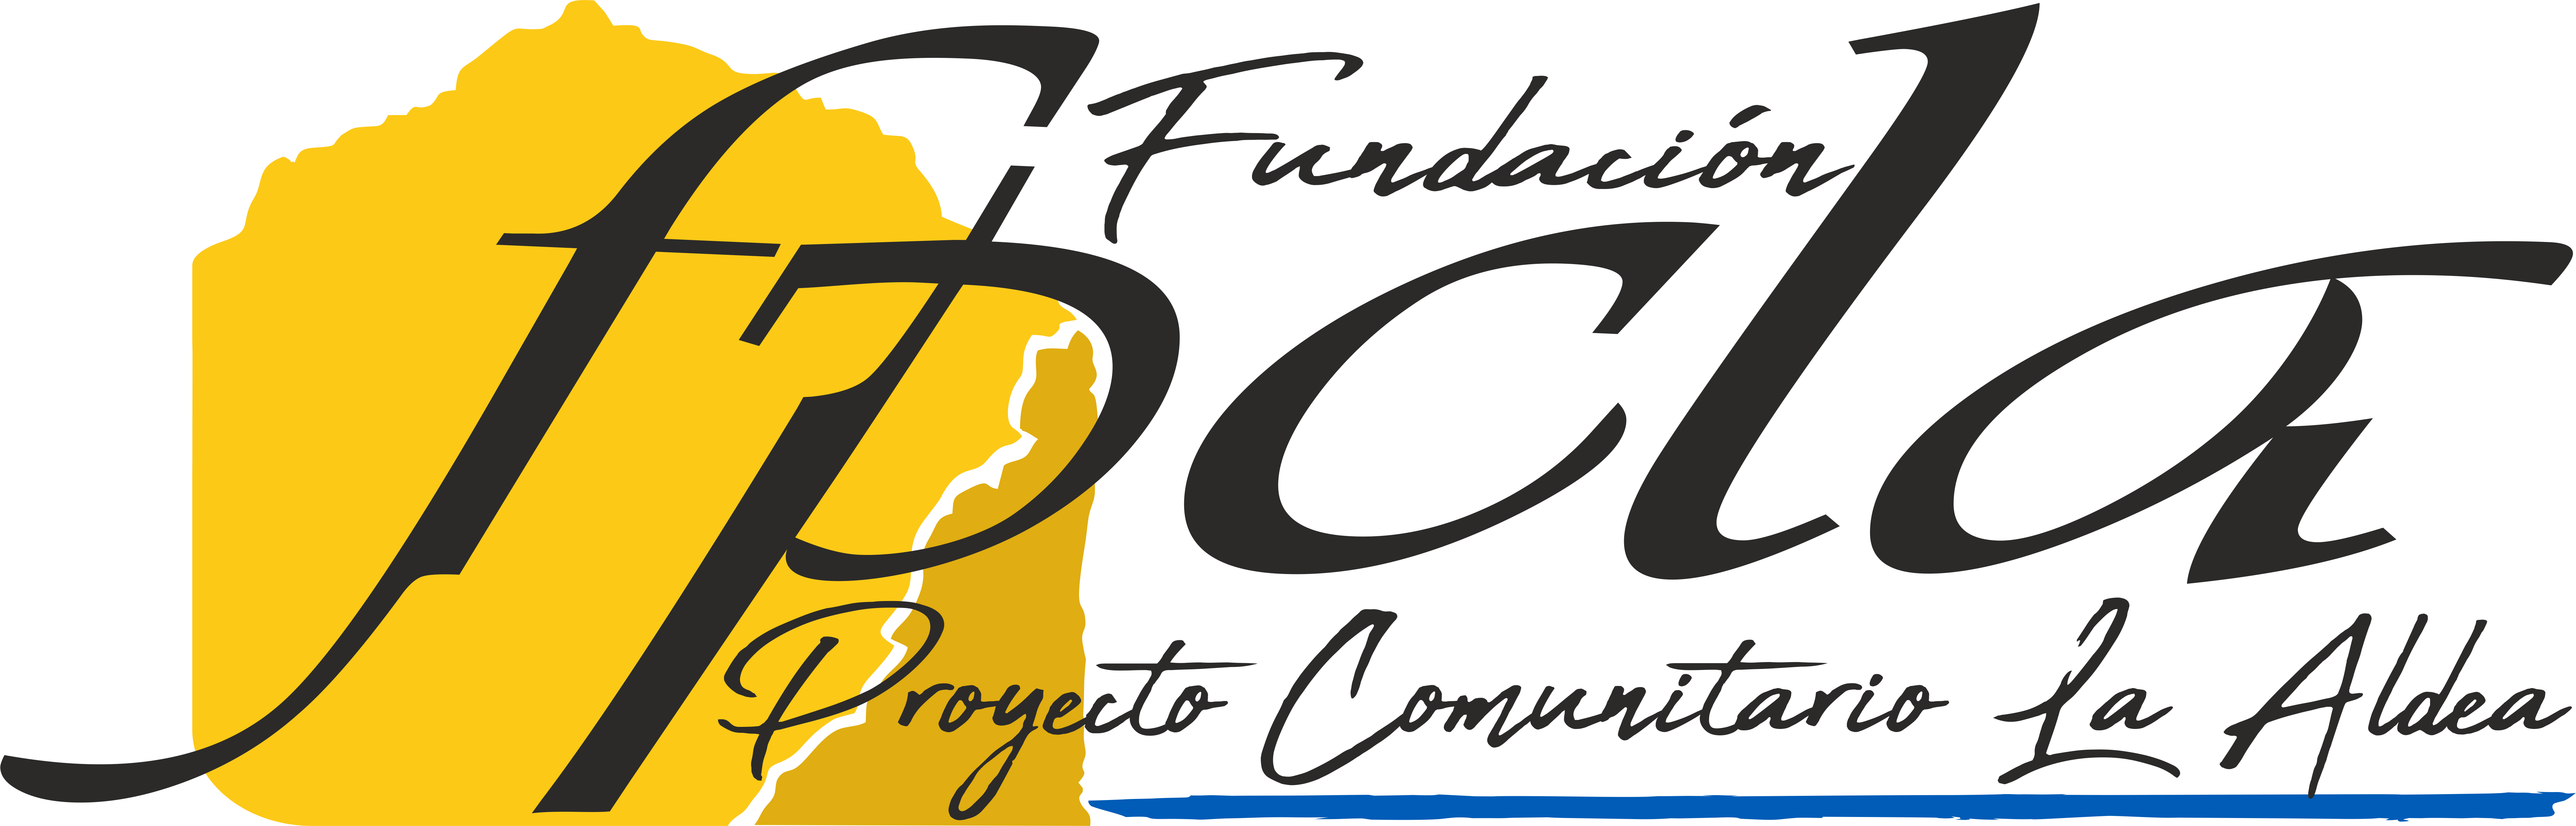 Fundación
fpcla
Proyecto Comunitario La Aldea